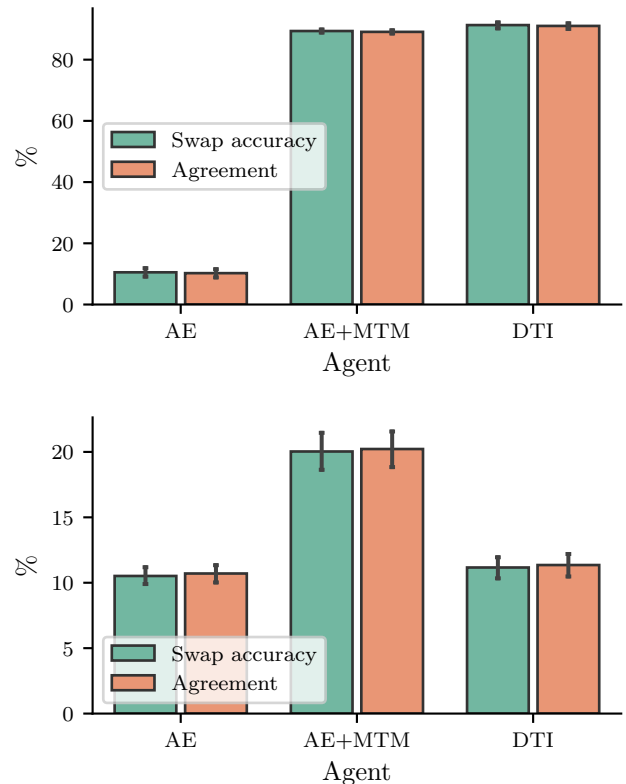 80
60
40
20
0
%
Swap accuracy
Agreement
AE
AE+MTM
DTI
Agent
20
15
10
5
0
%
Swap accuracy
Agreement
AE
AE+MTM
DTI
Agent